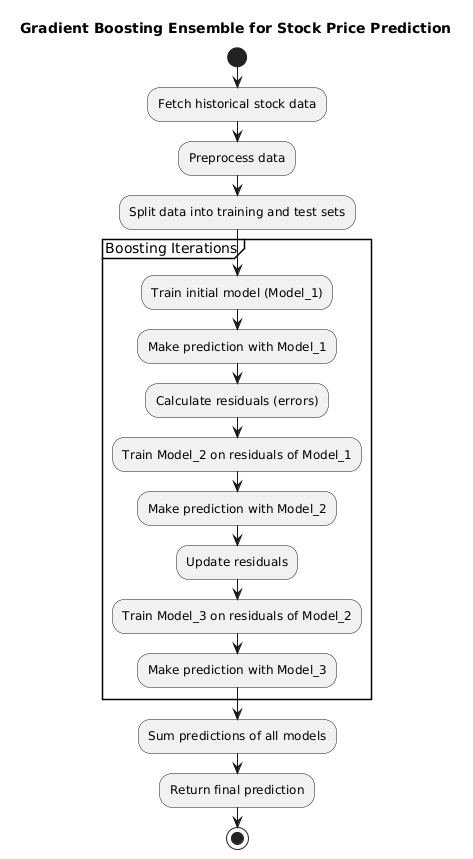 Gradient Boosting Ensemble for Stock Price Prediction
Fetch historical stock data
Preprocess data
Split data into training and test sets
Boosting Iterations
Train initial model (Model_1)
Make prediction with Model_1
Calculate residuals (errors)
Train Model_2 on residuals of Model_1
Make prediction with Model_2
Update residuals
Train Model_3 on residuals of Model_2
Make prediction with Model_3
Sum predictions of all models
Return final prediction